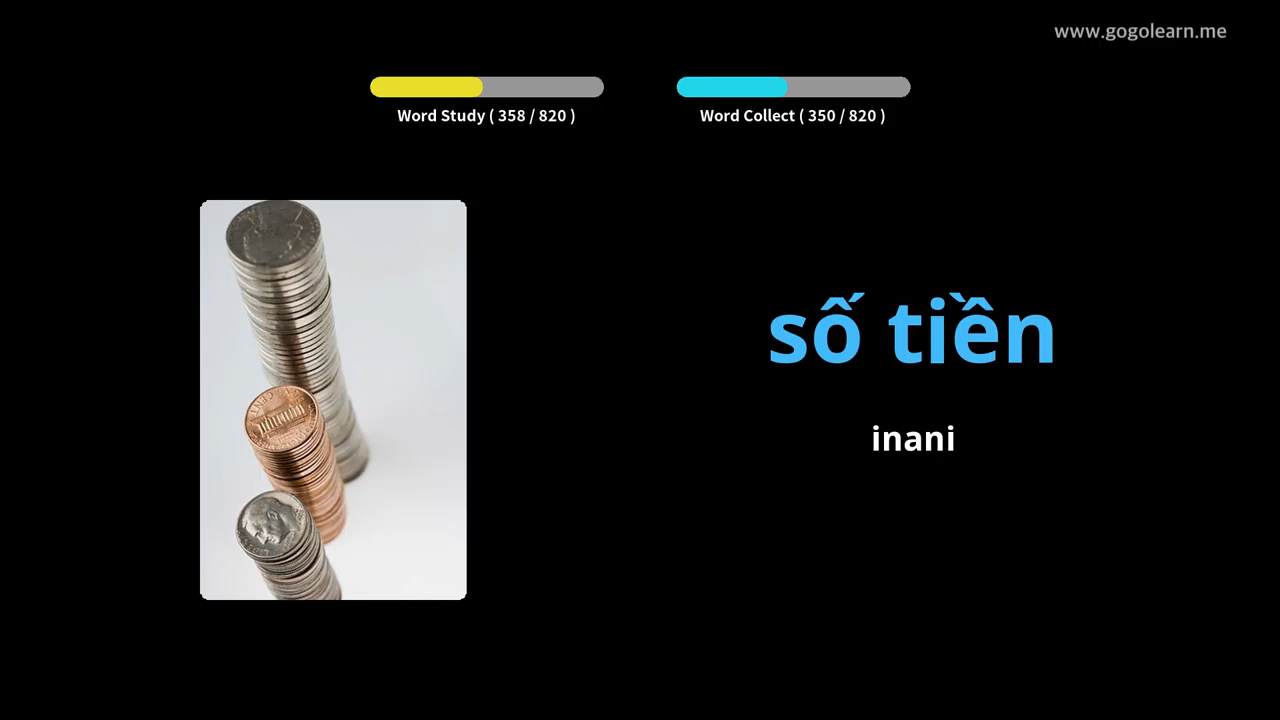 www.gogolearn.me
Word Study ( 358 / 820 )
Word Collect ( 350 / 820 )
số tiền
inani